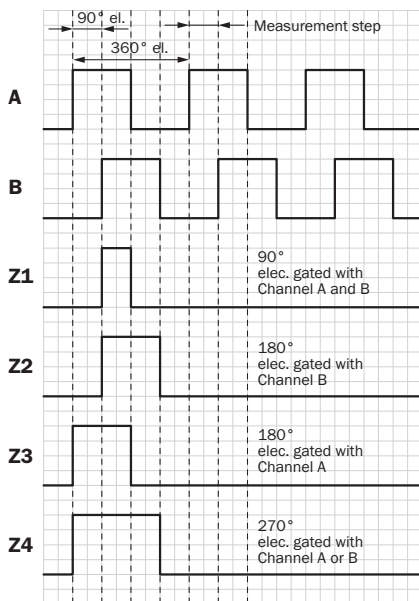 90° el.
Measurement step
360° el.
A
B
Z1
90°
elec. gated with
Channel A and B
Z2
180°
elec. gated with
Channel B
Z3
180°
elec. gated with
Channel A
Z4
270°
elec. gated with
Channel A or B